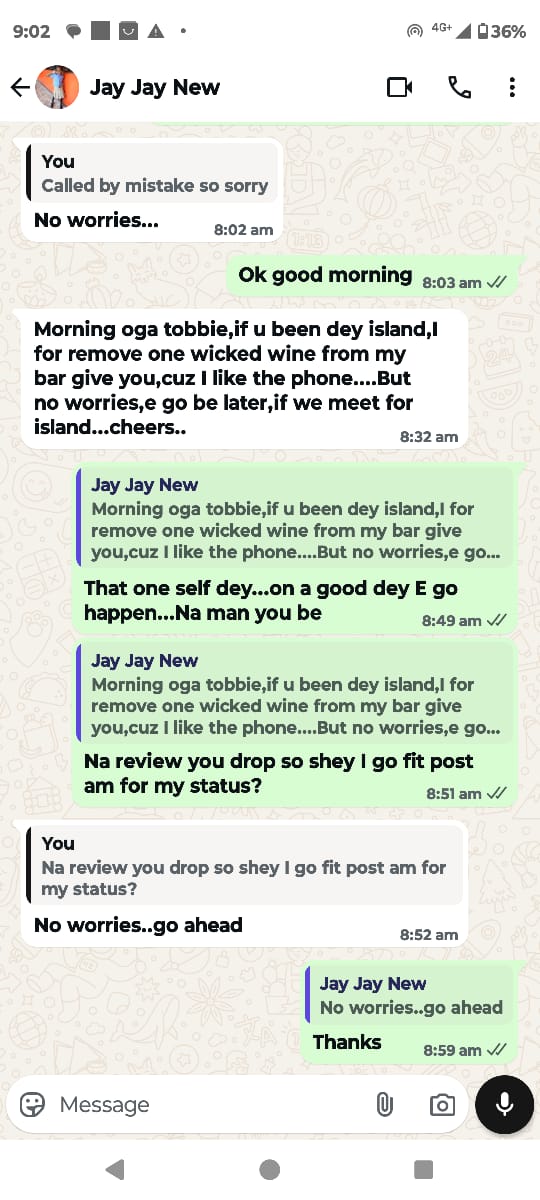 9:02
4G+ 36%
Jay Jay New
You
Called by mistake so sorry
No worries...
8:02 am
Ok good morning
8:03 am
Morning oga tobbie,if u been dey island,I
for remove one wicked wine from my
bar give you,cuz I like the phone....But
no worries,e go be later,if we meet for
island...cheers..
8:32 am
Jay Jay New
Morning oga tobbie,if u been dey island,I for
remove one wicked wine from my bar give
you,cuz I like the phone....But no worries,e go...
That one self dey...on a good dey E go
happen...Na man you be
8:49 am
Jay Jay New
Morning oga tobbie,if u been dey island,I for
remove one wicked wine from my bar give
you,cuz I like the phone....But no worries,e go...
Na review you drop so shey I go fit post
am for my status?
8:51 am
You
Na review you drop so shey I go fit post am for
my status?
No worries..go ahead
8:52 am
Jay Jay New
No worries..go ahead
Thanks
8:59 am
Message